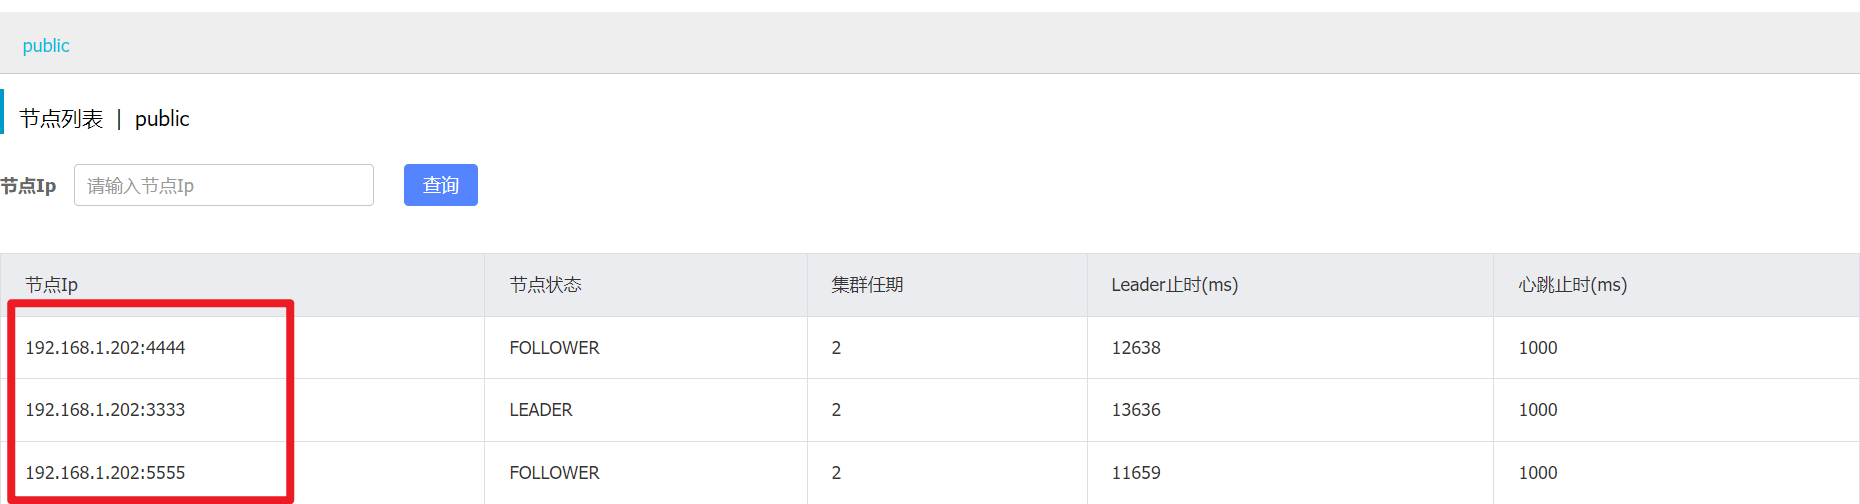 public
节点列表 | public
节点Ip 请输入节点Ip 查询
节点Ip 节点状态 集群任期 Leader止时(ms) 心跳止时(ms)
192.168.1.202:4444 FOLLOWER 2 12638 1000
192.168.1.202:3333 LEADER 2 13636 1000
192.168.1.202:5555 FOLLOWER 2 11659 1000